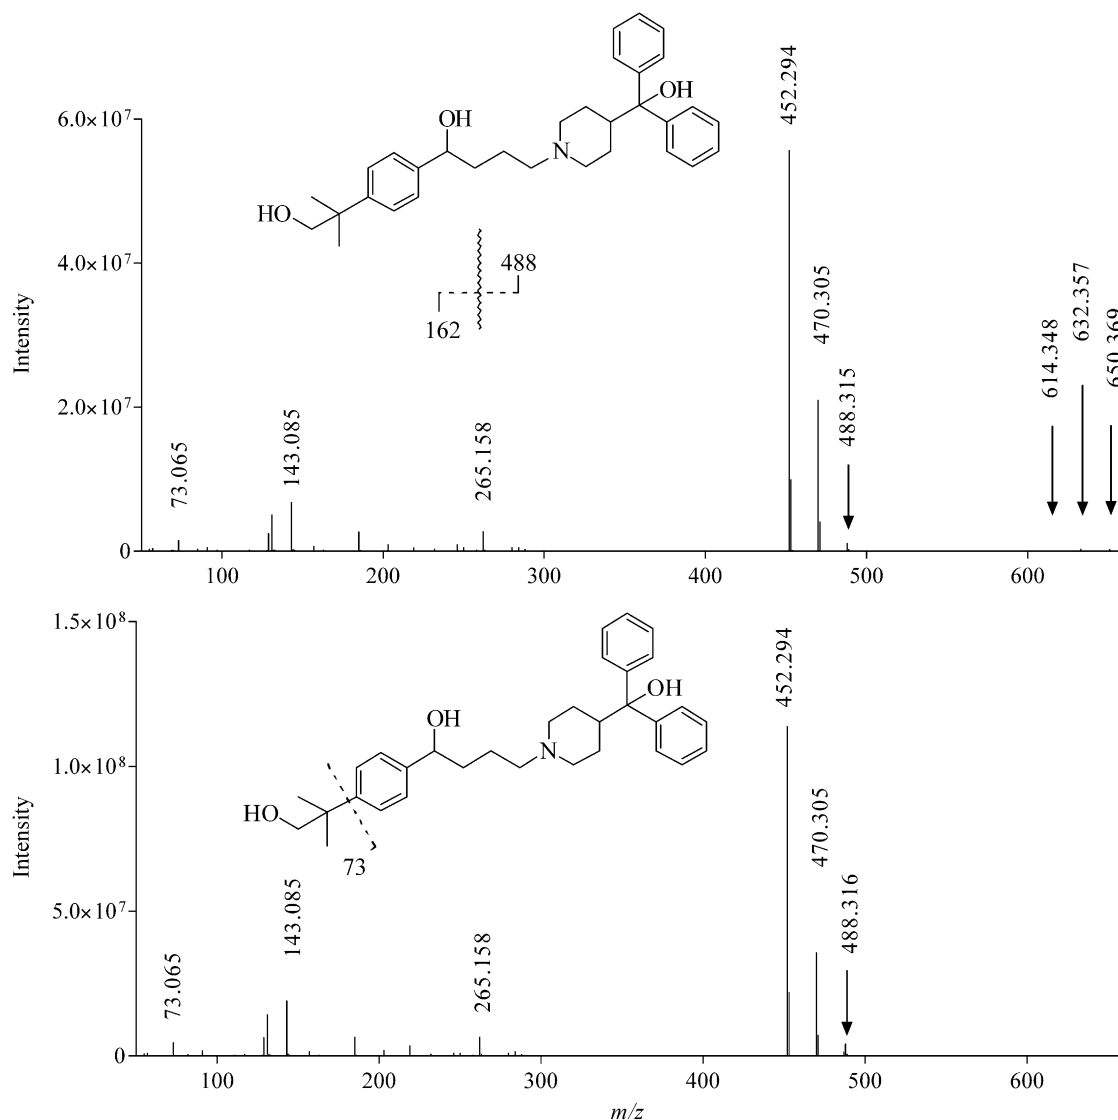 452.294
OH
6.0×10⁷
OH
N
HO
488
162
4.0×10⁷
Intensity
470.305
488.315
614.348
632.357
650.369
2.0×10⁷
73.065
143.085
265.158
0
100 200 300 400 500 600
1.5×10⁸
452.294
OH
OH
N
HO
73
1.0×10⁸
Intensity
470.305
488.316
5.0×10⁷
73.065
143.085
265.158
0
100 200 300 400 500 600
m/z